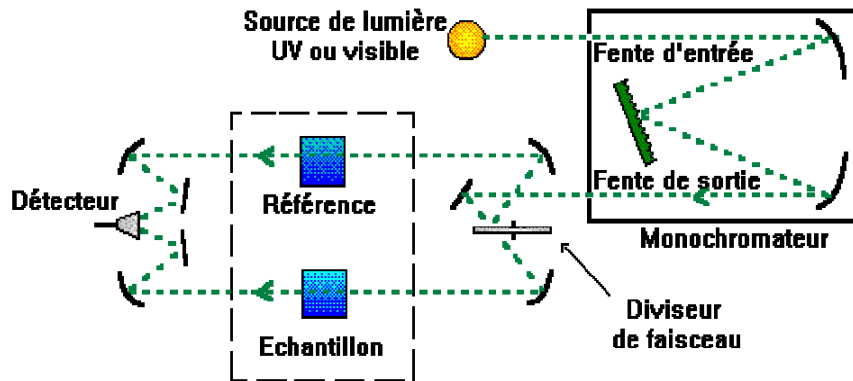 Source de lumière
UV ou visible
Fente d'entrée
Fente de sortie
Monochromateur
Détecteur
Référence
Echantillon
Diviseur
de faisceau